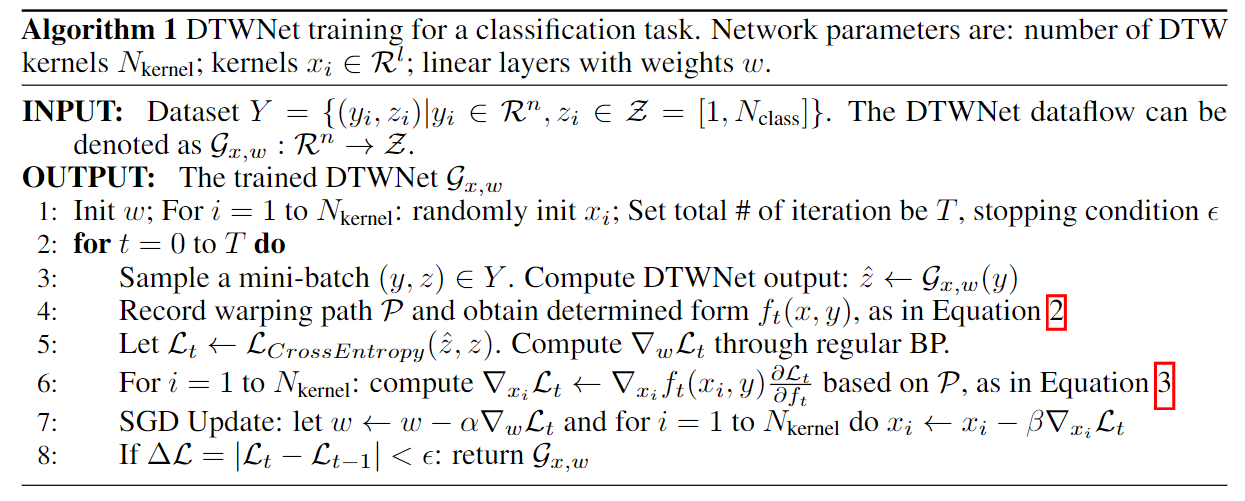 Algorithm 1 DTWNet training for a classification task. Network parameters are: number of DTW
kernels $N_{\text{kernel}}$; kernels $x_i \in \mathcal{R}^l$; linear layers with weights $w$.
INPUT: Dataset $Y = \{(y_i, z_i)|y_i \in \mathcal{R}^n, z_i \in \mathcal{Z} = [1, N_{\text{class}}]\}$. The DTWNet dataflow can be
denoted as $\mathcal{G}_{x,w} : \mathcal{R}^n \to \mathcal{Z}$.
OUTPUT: The trained DTWNet $\mathcal{G}_{x,w}$
1: Init $w$; For $i = 1$ to $N_{\text{kernel}}$: randomly init $x_i$; Set total # of iteration be $T$, stopping condition $\epsilon$
2: for $t = 0$ to $T$ do
3: Sample a mini-batch $(y, z) \in Y$. Compute DTWNet output: $\hat{z} \leftarrow \mathcal{G}_{x,w}(y)$
4: Record warping path $\mathcal{P}$ and obtain determined form $f_t(x, y)$, as in Equation 2
5: Let $\mathcal{L}_t \leftarrow \mathcal{L}_{CrossEntropy}(\hat{z}, z)$. Compute $\nabla_w \mathcal{L}_t$ through regular BP.
6: For $i = 1$ to $N_{\text{kernel}}$: compute $\nabla_{x_i} \mathcal{L}_t \leftarrow \nabla_{x_i} f_t(x_i, y) \frac{\partial \mathcal{L}_t}{\partial f_t}$ based on $\mathcal{P}$, as in Equation 3
7: SGD Update: let $w \leftarrow w - \alpha \nabla_w \mathcal{L}_t$ and for $i = 1$ to $N_{\text{kernel}}$ do $x_i \leftarrow x_i - \beta \nabla_{x_i} \mathcal{L}_t$
8: If $\Delta \mathcal{L} = |\mathcal{L}_t - \mathcal{L}_{t-1}| < \epsilon$: return $\mathcal{G}_{x,w}$